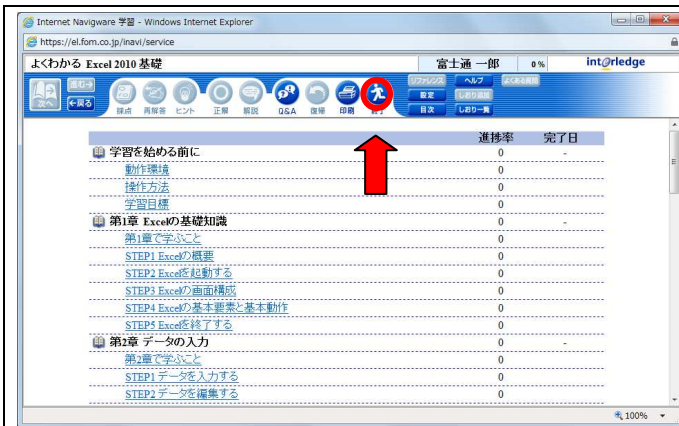 Internet Navigware 学習 - Windows Internet Explorer
https://el.fom.co.jp/inavi/service
よくわかる Excel 2010 基礎 富士通 一郎 0 % interledge
次へ 進む→ ←戻る 採点 再解答 ヒント 正解 解説 Q&A 復帰 印刷 終了 リファレンス ヘルプ よくある質問
設定 しおり追加
目次 しおり一覧
進捗率 完了日
学習を始める前に 0 -
動作環境 0
操作方法 0
学習目標 0
第1章 Excelの基礎知識 0 -
第1章で学ぶこと 0
STEP1 Excelの概要 0
STEP2 Excelを起動する 0
STEP3 Excelの画面構成 0
STEP4 Excelの基本要素と基本動作 0
STEP5 Excelを終了する 0
第2章 データの入力 0 -
第2章で学ぶこと 0
STEP1 データを入力する 0
STEP2 データを編集する 0
100%